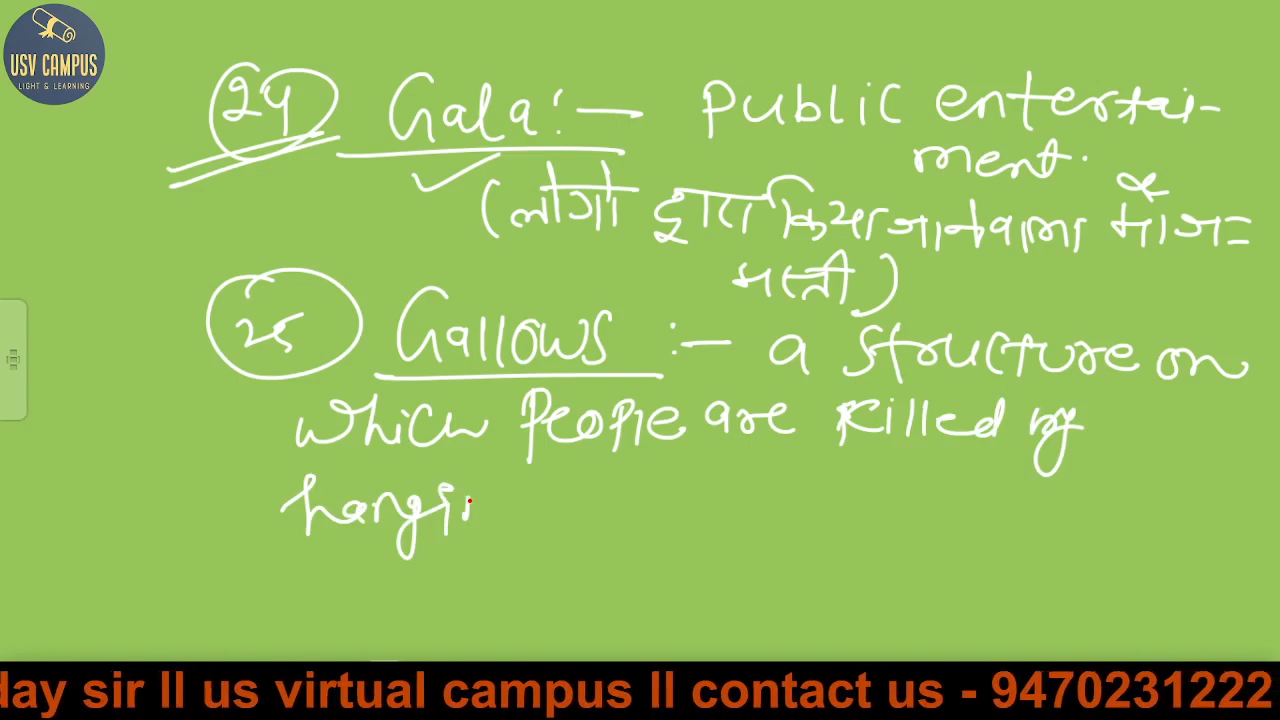 USV CAMPUS
LIGHT & LEARNING
24 Gala :— Public entertai-
ment.
(लोगो द्वारा किया जानेवाला मौज =
मस्ती)
25 Gallows :— a structure on
which people are killed by
hangi
day sir ll us virtual campus ll contact us - 9470231222